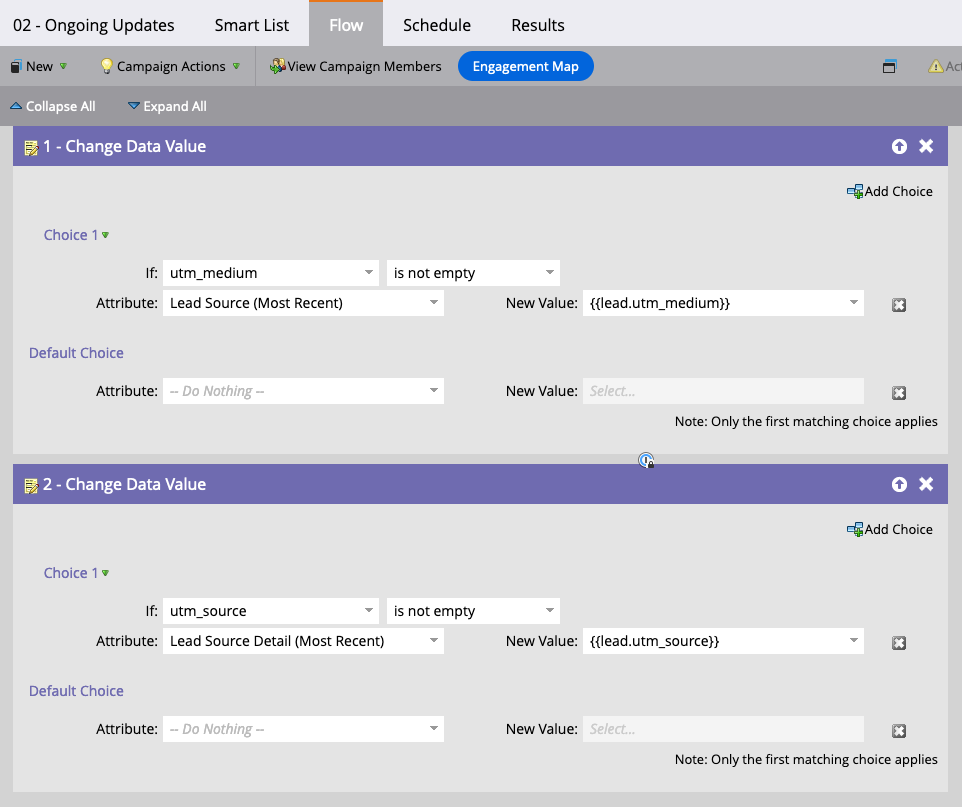 02 - Ongoing Updates Smart List Flow Schedule Results
New Campaign Actions View Campaign Members Engagement Map
Collapse All Expand All
1 - Change Data Value
Add Choice
Choice 1
If: utm_medium is not empty
Attribute: Lead Source (Most Recent) New Value: {{lead.utm_medium}}
Default Choice
Attribute: -- Do Nothing -- New Value: Select...
Note: Only the first matching choice applies
2 - Change Data Value
Add Choice
Choice 1
If: utm_source is not empty
Attribute: Lead Source Detail (Most Recent) New Value: {{lead.utm_source}}
Default Choice
Attribute: -- Do Nothing -- New Value: Select...
Note: Only the first matching choice applies